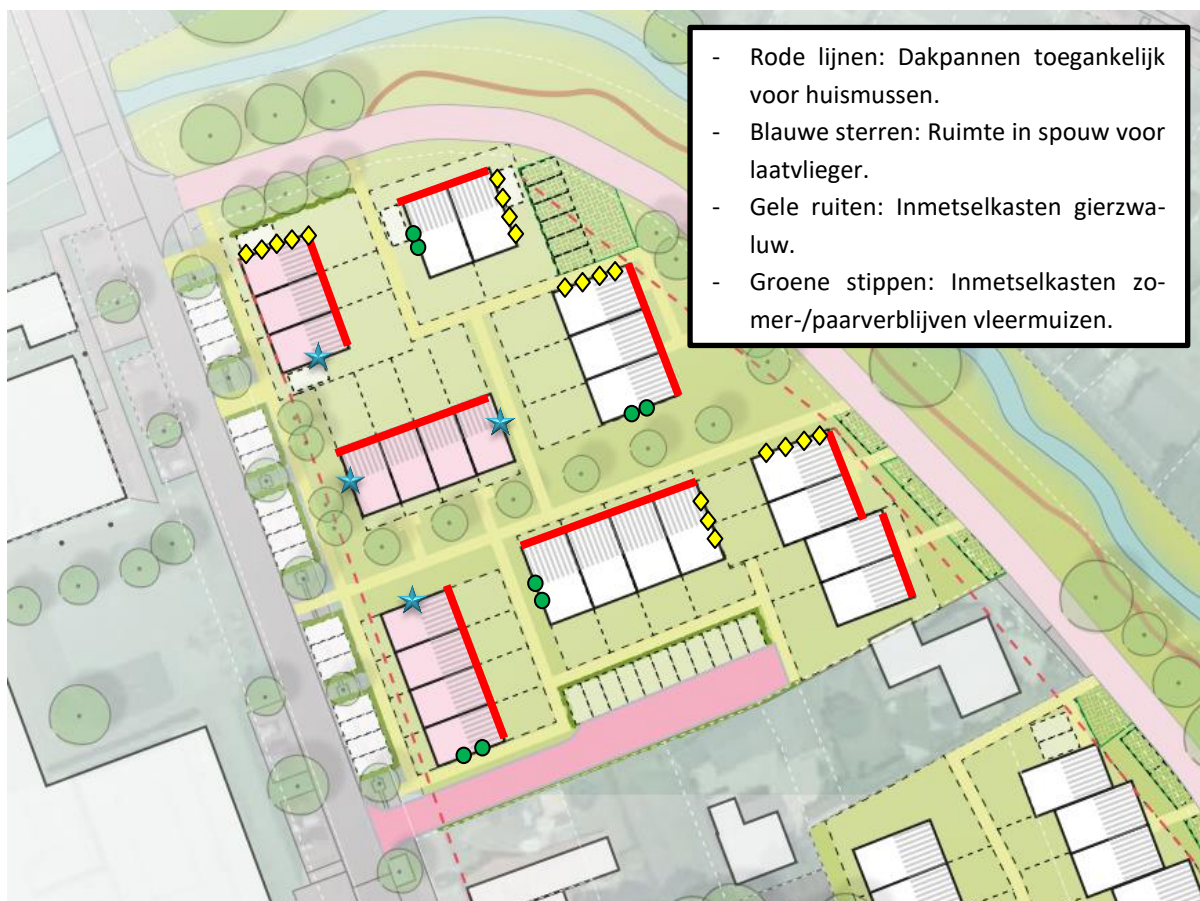 - Rode lijnen: Dakpannen toegankelijk
voor huismussen.
- Blauwe sterren: Ruimte in spouw voor
laatvlieger.
- Gele ruiten: Inmetselkasten gierzwa-
luw.
- Groene stippen: Inmetselkasten zo-
mer-/paarverblijven vleermuizen.